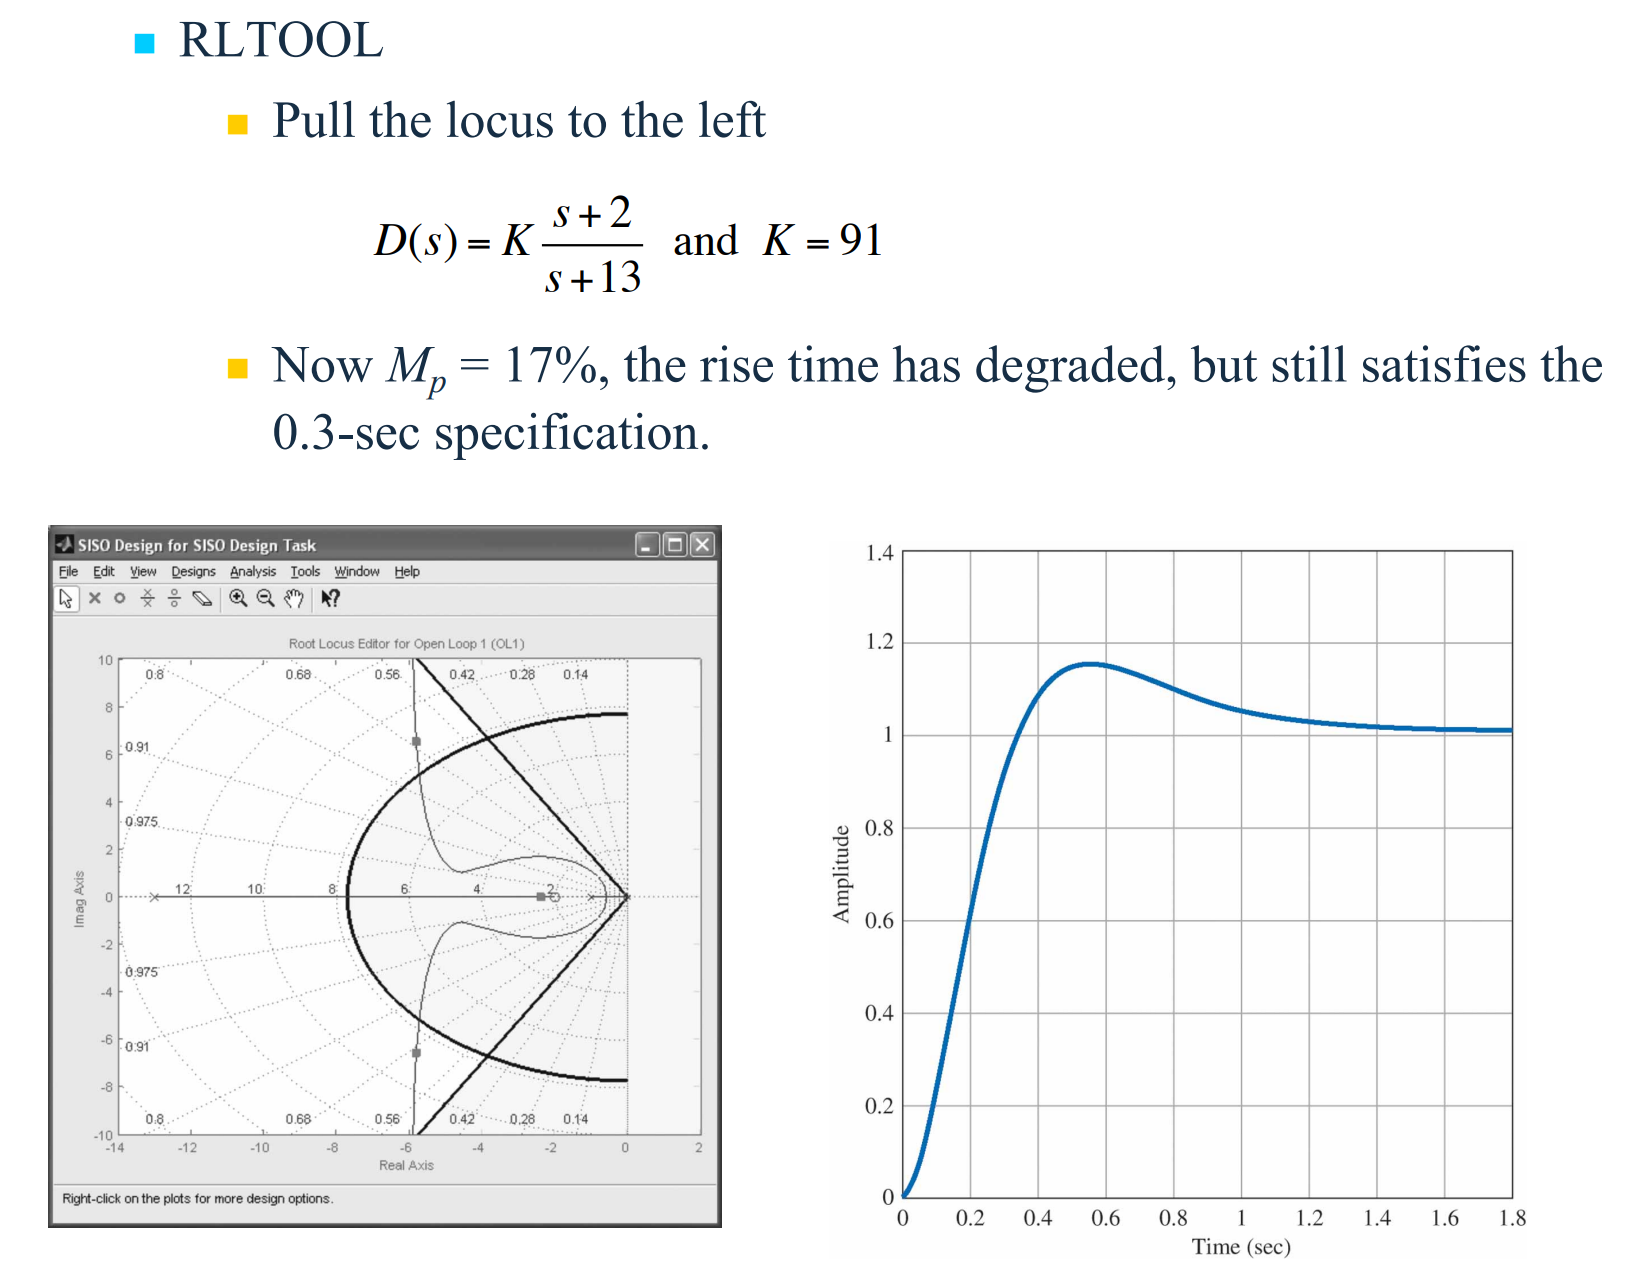 RLTOOL
Pull the locus to the left
D(s) = K \frac{s+2}{s+13} and K = 91
Now M_p = 17%, the rise time has degraded, but still satisfies the
0.3-sec specification.
SISO Design for SISO Design Task
File Edit View Designs Analysis Tools Window Help
Root Locus Editor for Open Loop 1 (OL1)
10
8
6
4
2
0
-2
-4
-6
-8
-10
Imag Axis
0.8 0.68 0.56 0.42 0.28 0.14
0.91
0.975
12 10 8 6 4 2
0.975
0.91
0.8 0.68 0.56 0.42 0.28 0.14
-14 -12 -10 -8 -6 -4 -2 0 2
Real Axis
Right-click on the plots for more design options.
1.4
1.2
1
0.8
0.6
0.4
0.2
0
Amplitude
0 0.2 0.4 0.6 0.8 1 1.2 1.4 1.6 1.8
Time (sec)